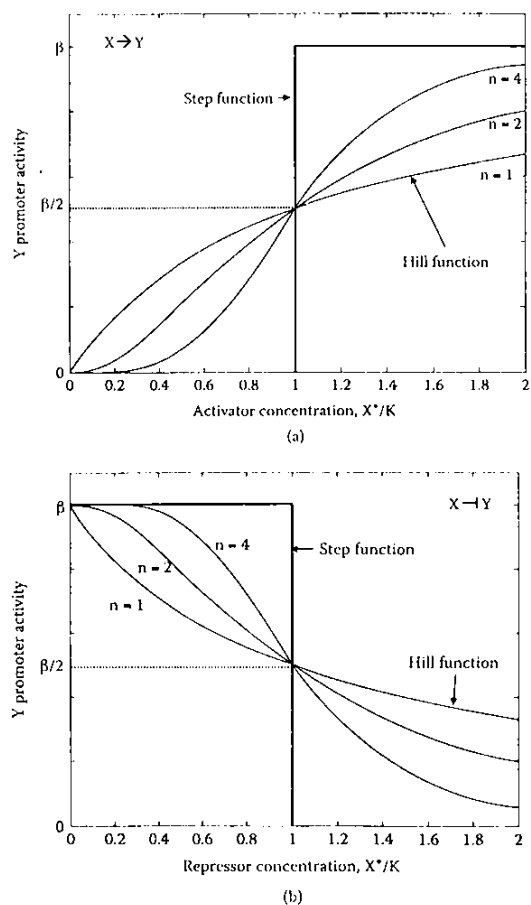 β
X → Y
Step function
n = 4
n = 2
β/2
n = 1
Hill function
Y promoter activity
0
0 0.2 0.4 0.6 0.8 1 1.2 1.4 1.6 1.8 2
Activator concentration, X*/K
(a)
β
X ⊣ Y
n = 4
Step function
n = 2
n = 1
β/2
Hill function
Y promoter activity
0
0 0.2 0.4 0.6 0.8 1 1.2 1.4 1.6 1.8 2
Repressor concentration, X*/K
(b)